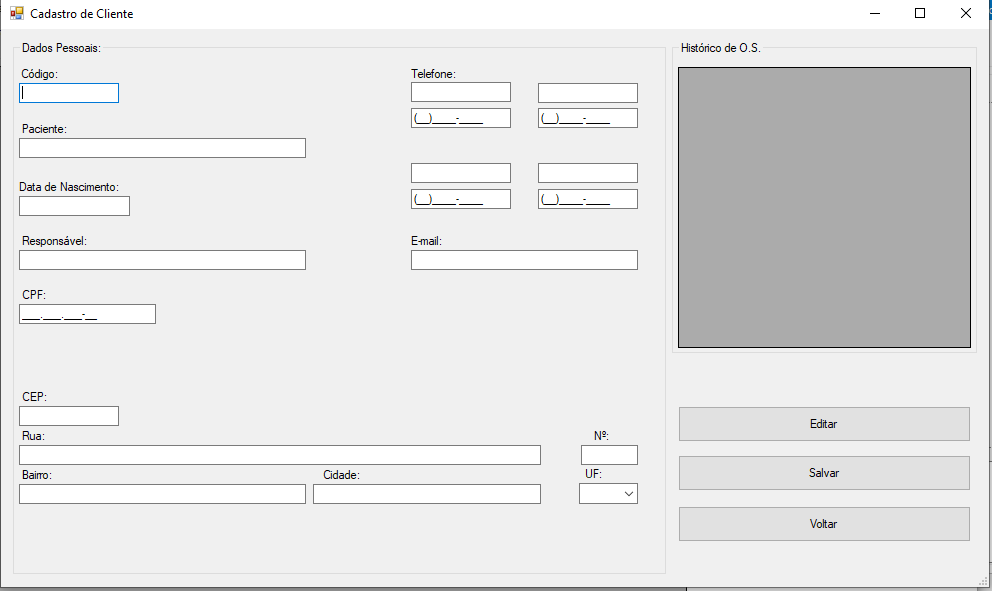 Cadastro de Cliente
Dados Pessoais:
Código:
Paciente:
Data de Nascimento:
Responsável:
CPF:
___.___.___-__
Telefone:
(__)____-____ (__)____-____
(__)____-____ (__)____-____
E-mail:
CEP:
Rua: Nº:
Bairro: Cidade: UF:
Histórico de O.S.
Editar
Salvar
Voltar